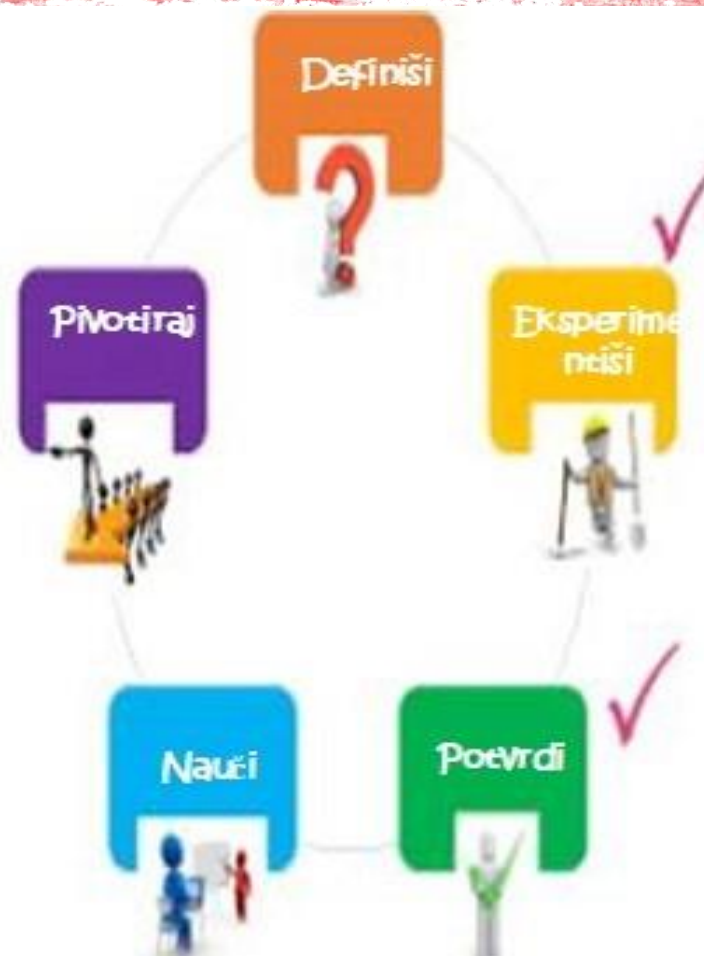 Definiši
Eksperime
ntiši
Potvrdi
Nauči
Pivotiraj